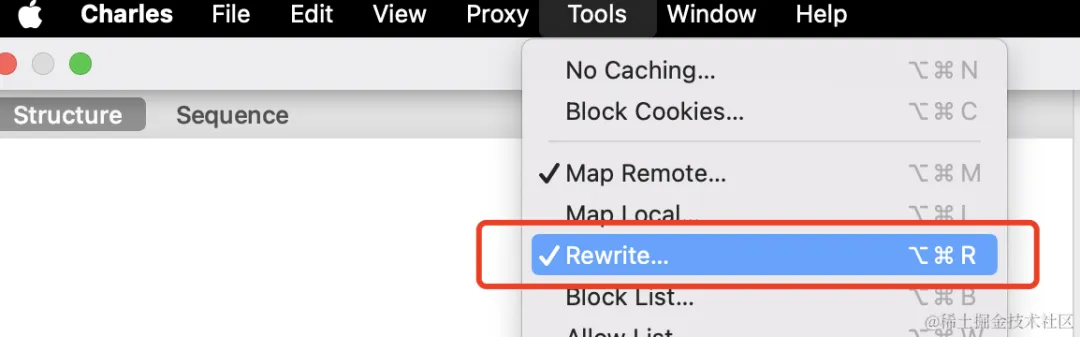 Charles File Edit View Proxy Tools Window Help
No Caching... ⌥⌘N
Structure Sequence
Block Cookies... ⌥⌘C
✓ Map Remote... ⌥⌘M
Map Local... ⌥⌘L
✓ Rewrite... ⌥⌘R
Block List... ⌥⌘B
Allow List... ⌥⌘W
@稀土掘金技术社区